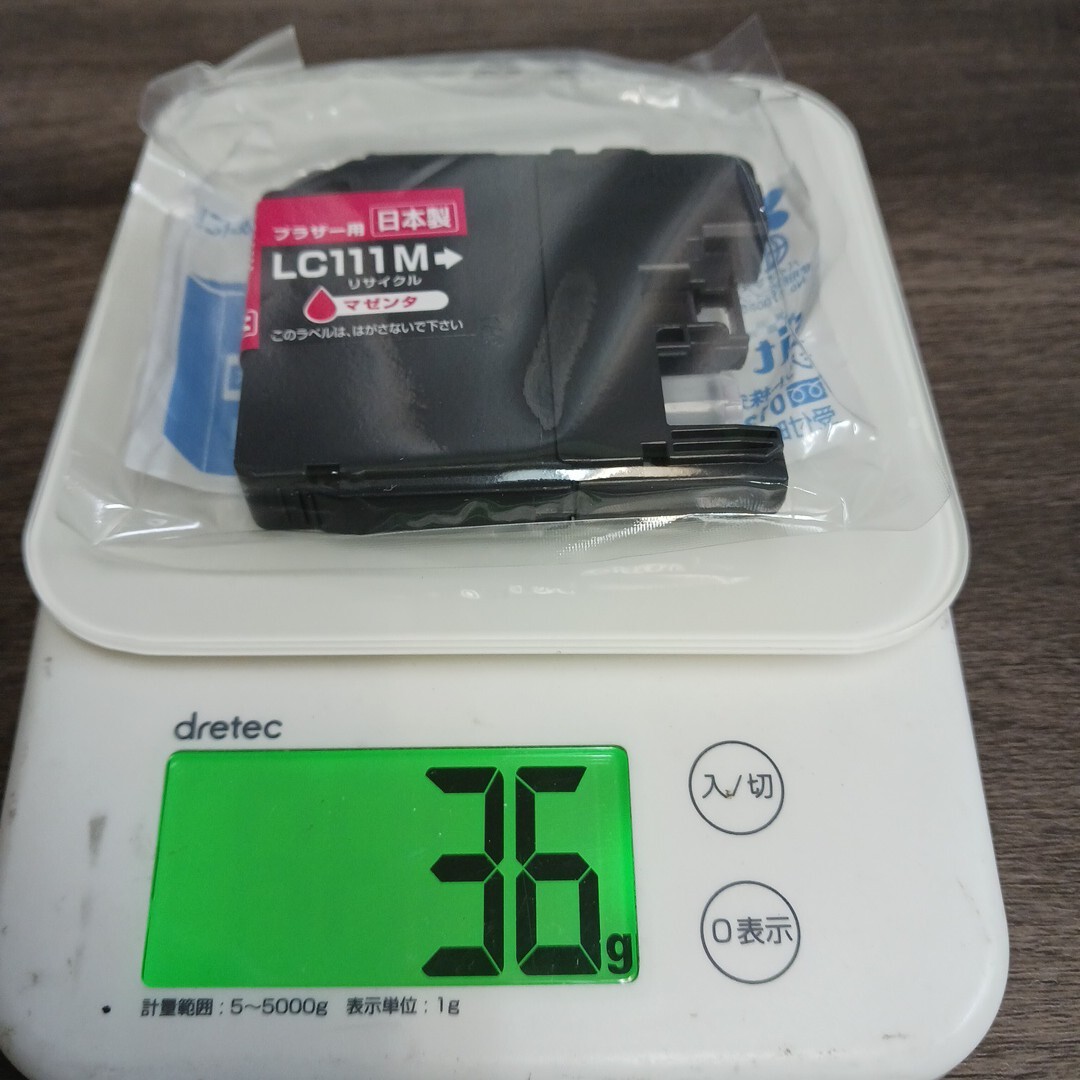 ブラザー用 日本製
LC111M➡
リサイクル
マゼンタ
このラベルは、はがさないで下さい
it
dretec
36g
入/切
0表示
計量範囲：5～5000g 表示単位：1g